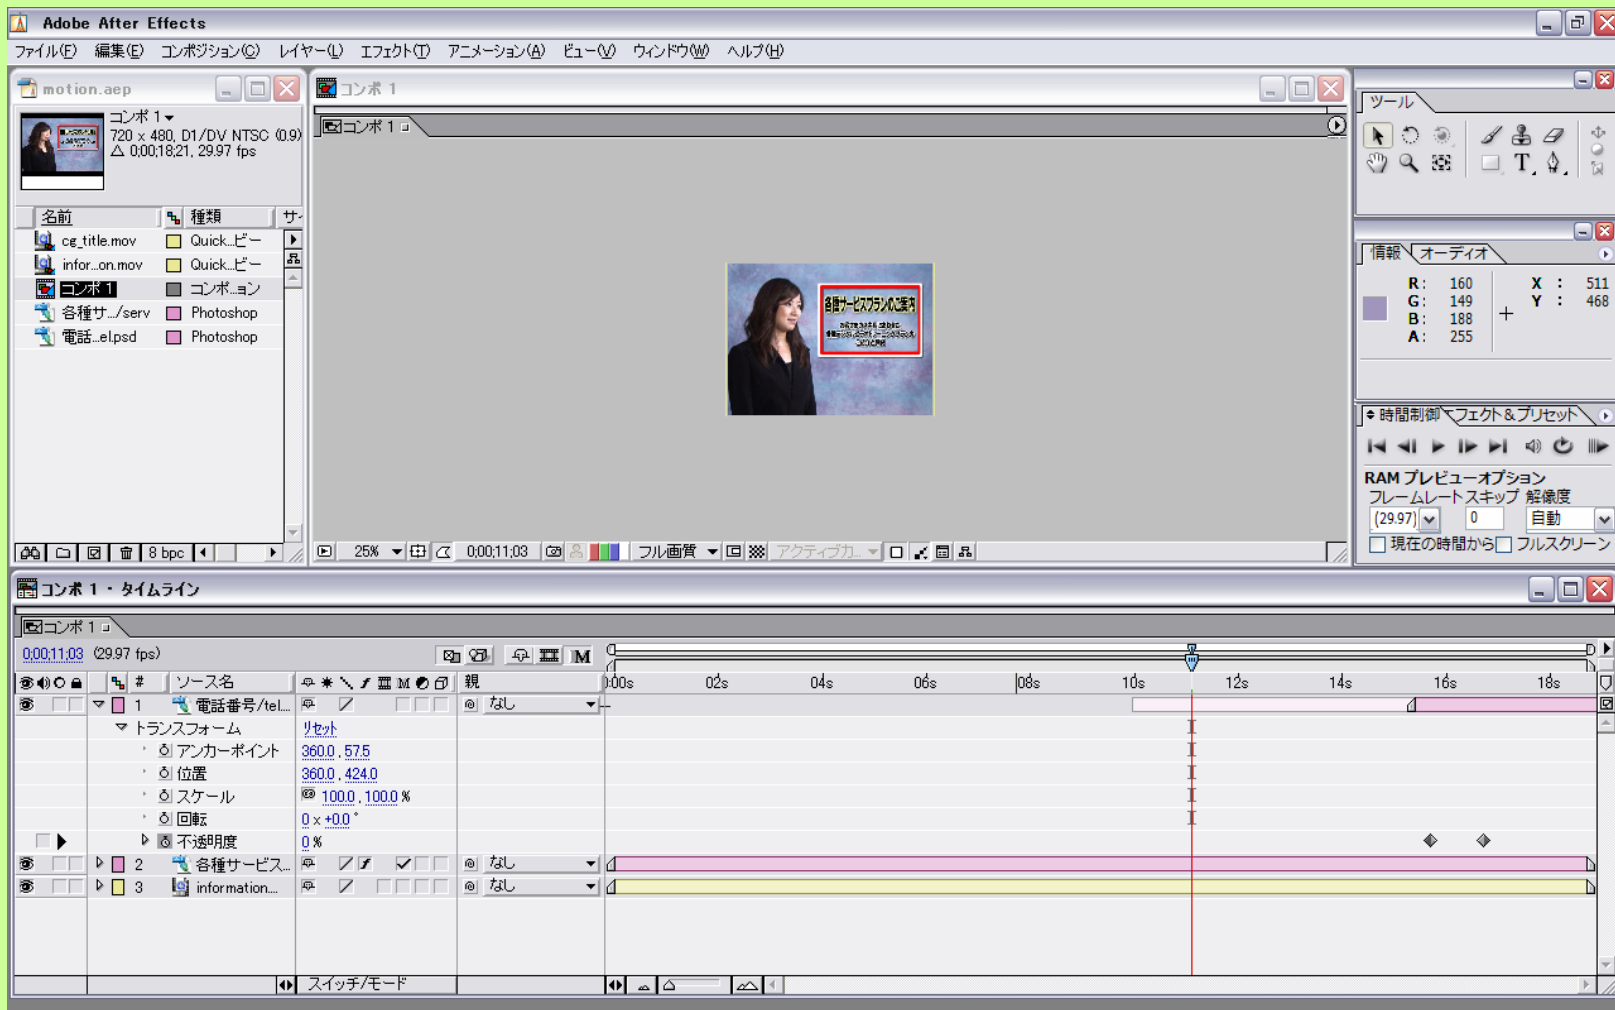 Adobe After Effects
ファイル(F) 編集(E) コンポジション(C) レイヤー(L) エフェクト(T) アニメーション(A) ビュー(V) ウィンドウ(W) ヘルプ(H)
motion.aep
コンポ 1
720 x 480, D1/DV NTSC (0.9)
△ 0;00;18;21, 29.97 fps
名前 種類 サ
cg_title.mov Quick...ビー
infor...on.mov Quick...ビー
コンポ 1 コンポ...ョン
各種サ.../serv Photoshop
電話...el.psd Photoshop
8 bpc
コンポ 1
コンポ 1
各種サービスプランのご案内
25% 0;00;11;03 フル画質 アクティブカ...
ツール
情報 オーディオ
R: 160 X : 511
G: 149 Y : 468
B: 188
A: 255
時間制御 エフェクト&プリセット
RAM プレビューオプション
フレームレート スキップ 解像度
(29.97) 0 自動
現在の時間から フルスクリーン
コンポ 1 ・ タイムライン
コンポ 1
0;00;11;03 (29.97 fps) M
# ソース名 M 親 0:00s 02s 04s 06s 08s 10s 12s 14s 16s 18s
1 電話番号/tel... なし
トランスフォーム リセット
アンカーポイント 360.0 , 57.5
位置 360.0 , 424.0
スケール 100.0 , 100.0 %
回転 0 x +0.0 °
不透明度 0 %
2 各種サービス... なし
3 information.... なし
スイッチ/モード